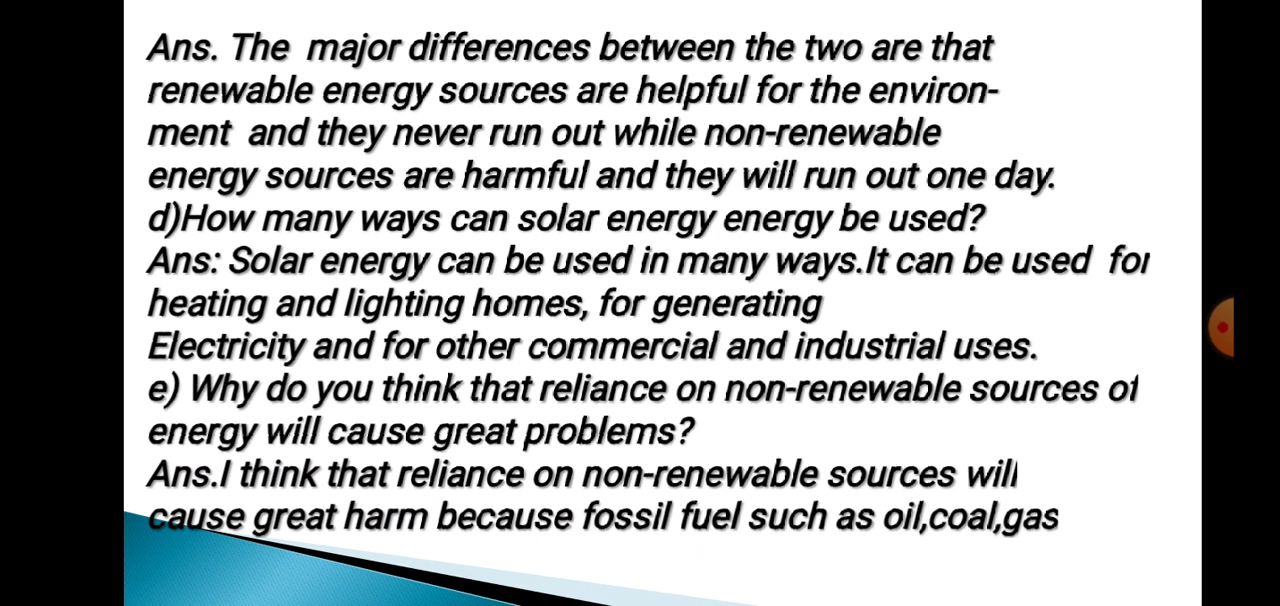 Ans. The major differences between the two are that
renewable energy sources are helpful for the environ-
ment and they never run out while non-renewable
energy sources are harmful and they will run out one day.
d)How many ways can solar energy energy be used?
Ans: Solar energy can be used in many ways.It can be used for
heating and lighting homes, for generating
Electricity and for other commercial and industrial uses.
e) Why do you think that reliance on non-renewable sources of
energy will cause great problems?
Ans.I think that reliance on non-renewable sources will
cause great harm because fossil fuel such as oil,coal,gas